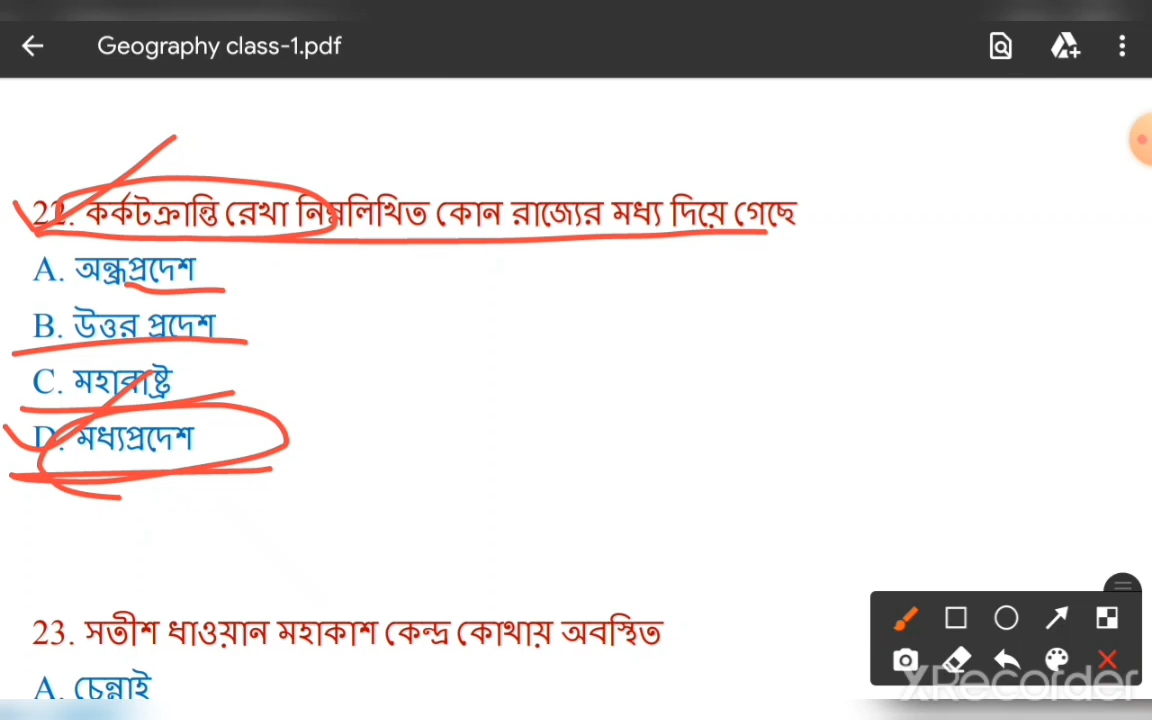 Geography class-1.pdf
22. কর্কটক্রান্তি রেখা নিম্নলিখিত কোন রাজ্যের মধ্য দিয়ে গেছে
A. অন্ধ্রপ্রদেশ
B. উত্তর প্রদেশ
C. মহারাষ্ট্র
D. মধ্যপ্রদেশ
23. সতীশ ধাওয়ান মহাকাশ কেন্দ্র কোথায় অবস্থিত
A. চেন্নাই
XRecorder